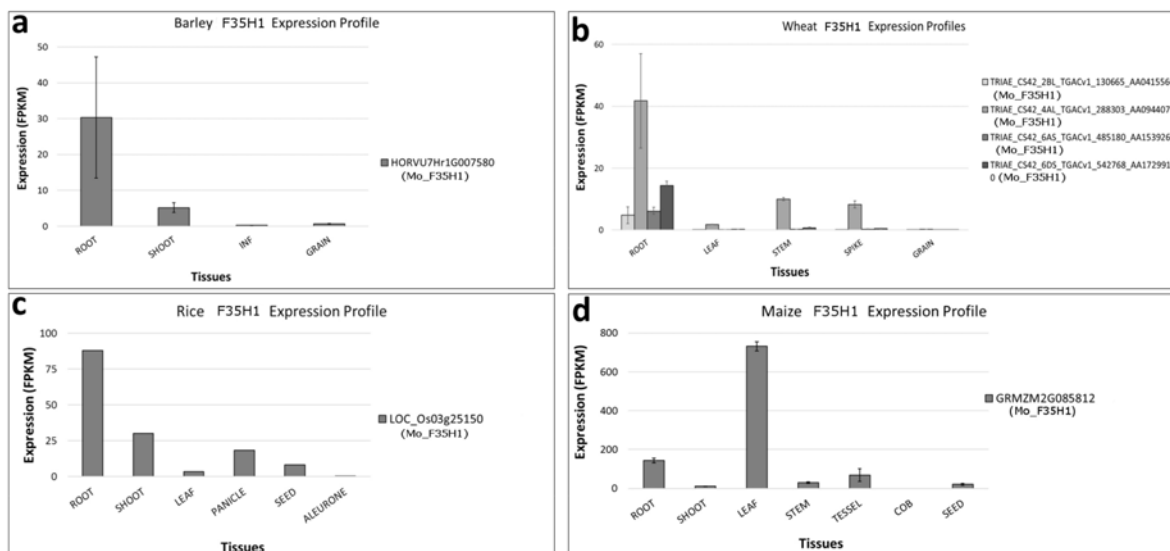 a
Barley F35H1 Expression Profile
Expression (FPKM)
50
40
30
20
10
0
ROOT
SHOOT
INF
GRAIN
Tissues
HORVU7Hr1G007580
(Mo_F35H1)
b
Wheat F35H1 Expression Profiles
Expression (FPKM)
60
40
20
0
ROOT
LEAF
STEM
SPIKE
GRAIN
Tissues
TRIAE_CS42_2BL_TGACv1_130665_AA041556
(Mo_F35H1)
TRIAE_CS42_4AL_TGACv1_288303_AA094407
(Mo_F35H1)
TRIAE_CS42_6AS_TGACv1_485180_AA153926
(Mo_F35H1)
TRIAE_CS42_6DS_TGACv1_542768_AA172991
0 (Mo_F35H1)
c
Rice F35H1 Expression Profile
Expression (FPKM)
100
75
50
25
0
ROOT
SHOOT
LEAF
PANICLE
SEED
ALEURONE
Tissues
LOC_Os03g25150
(Mo_F35H1)
d
Maize F35H1 Expression Profile
Expression (FPKM)
800
600
400
200
0
ROOT
SHOOT
LEAF
STEM
TESSEL
COB
SEED
Tissues
GRMZM2G085812
(Mo_F35H1)